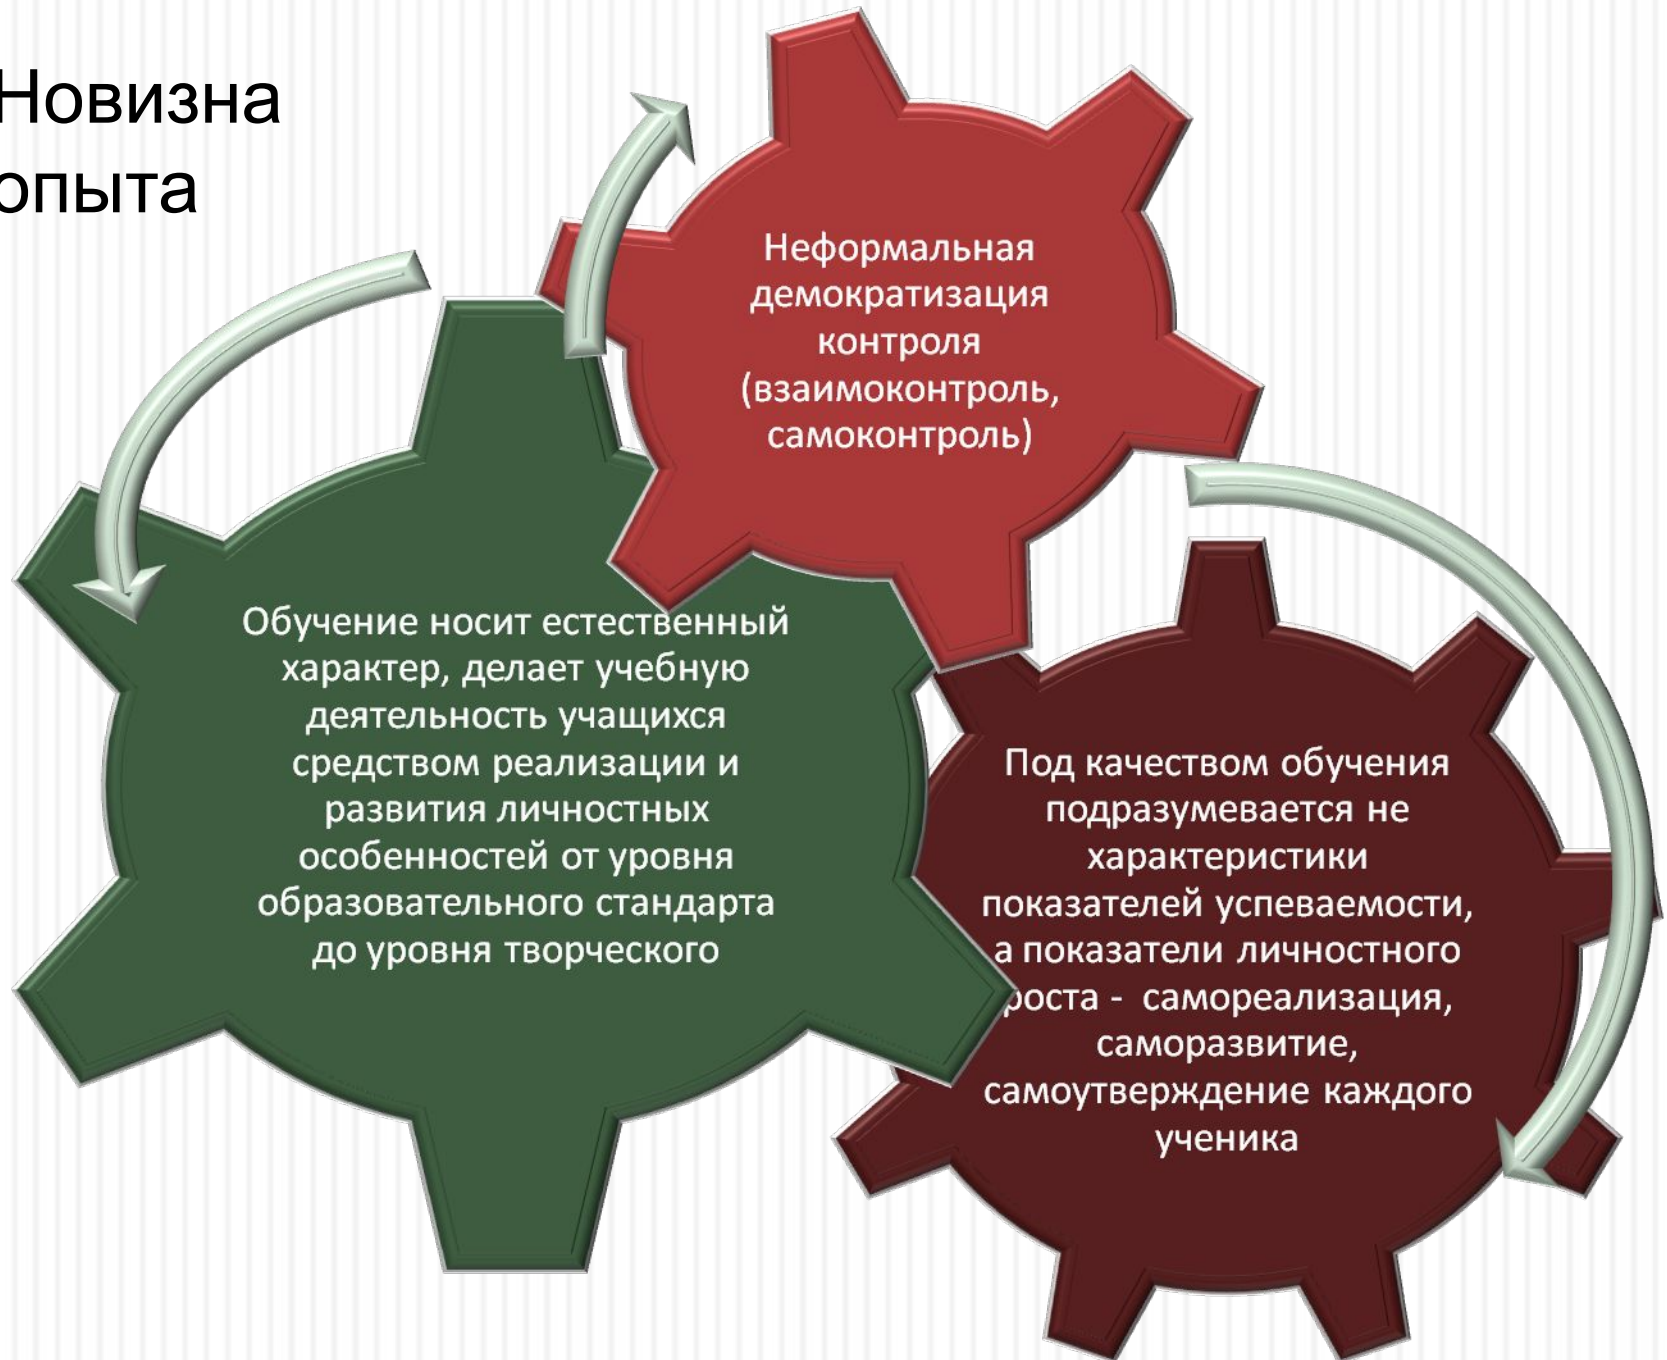 Новизна
опыта
Неформальная
демократизация
контроля
(взаимоконтроль,
самоконтроль)
Обучение носит естественный
характер, делает учебную
деятельность учащихся
средством реализации и
развития личностных
особенностей от уровня
образовательного стандарта
до уровня творческого
Под качеством обучения
подразумевается не
характеристики
показателей успеваемости,
а показатели личностного
роста - самореализация,
саморазвитие,
самоутверждение каждого
ученика